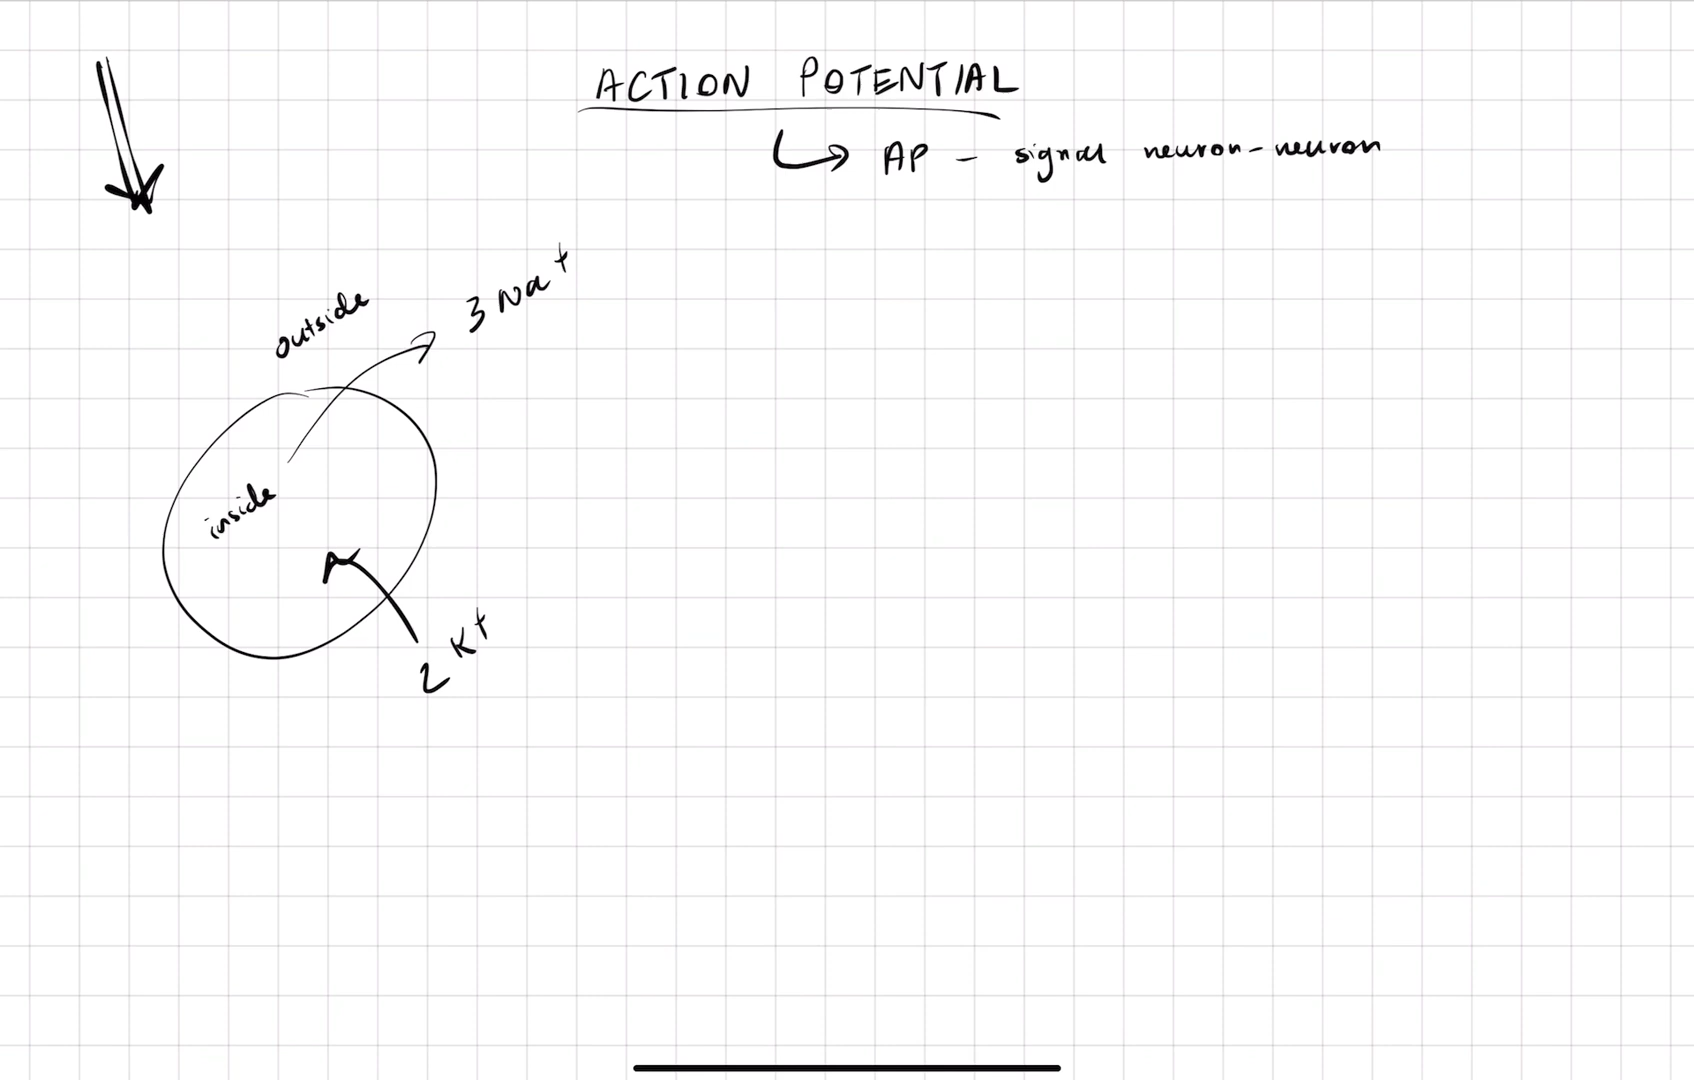 ACTION POTENTIAL
AP - signal neuron-neuron
outside
3 Na+
inside
2 K+